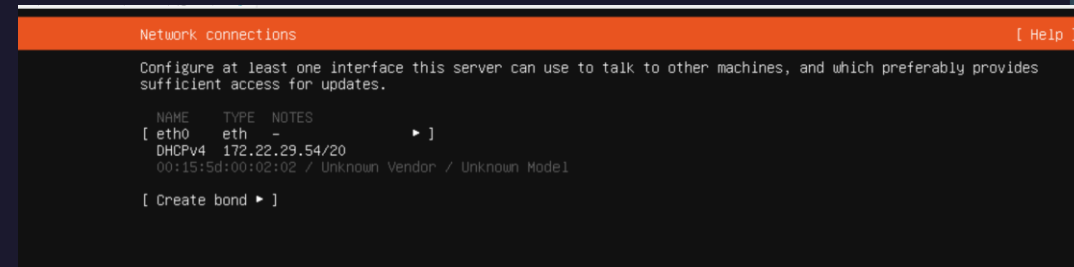 Network connections [ Help ]
Configure at least one interface this server can use to talk to other machines, and which preferably provides
sufficient access for updates.
NAME TYPE NOTES
[ eth0 eth - ▸ ]
DHCPv4 172.22.29.54/20
00:15:5d:00:02:02 / Unknown Vendor / Unknown Model
[ Create bond ▸ ]